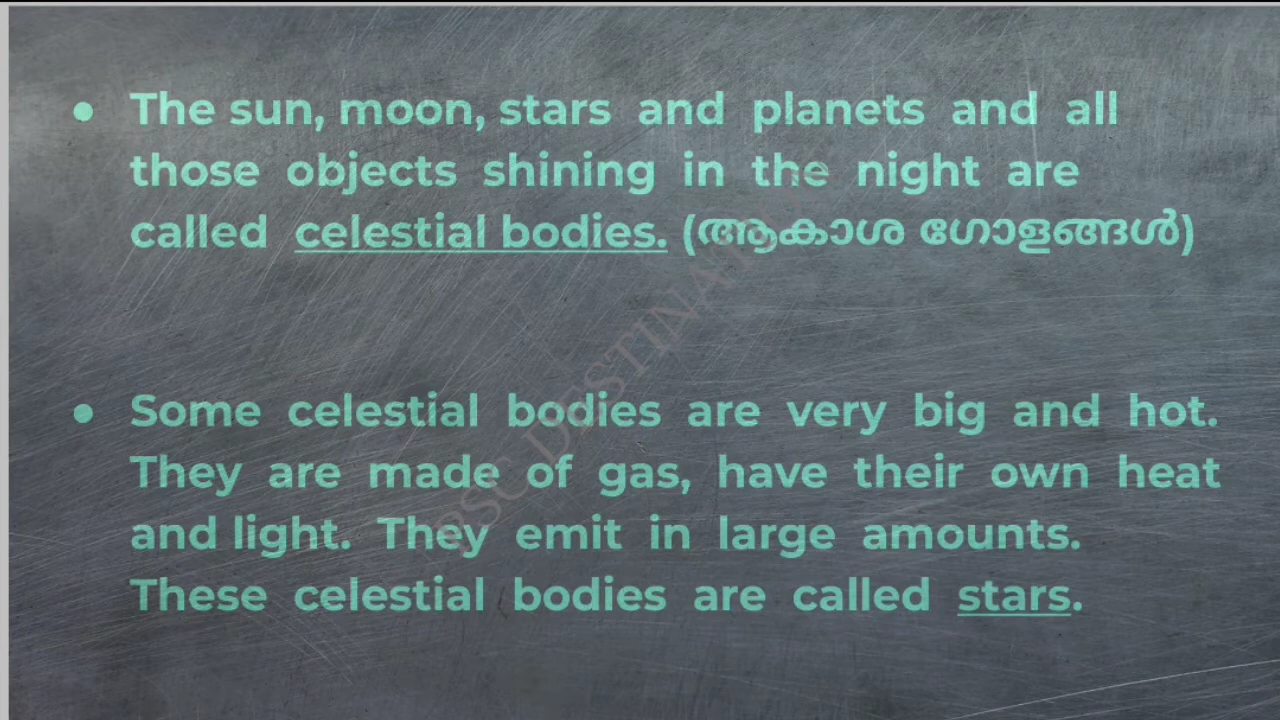 ● The sun, moon, stars and planets and all
those objects shining in the night are
called celestial bodies. (ആകാശ ഗോളങ്ങൾ)
● Some celestial bodies are very big and hot.
They are made of gas, have their own heat
and light. They emit in large amounts.
These celestial bodies are called stars.
PSC DESTINATION